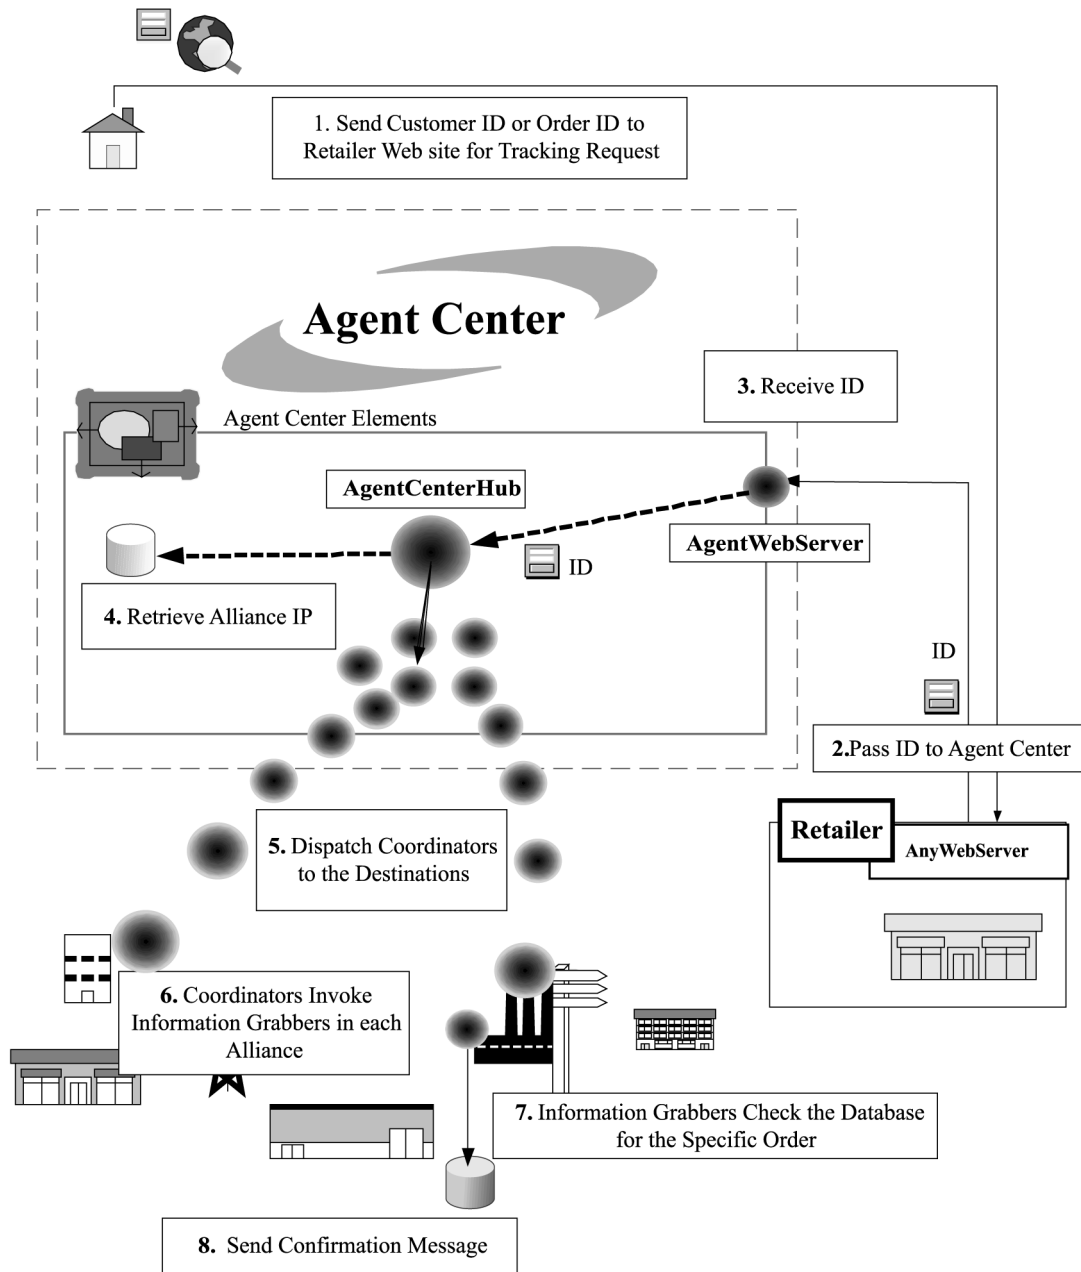 1. Send Customer ID or Order ID to
Retailer Web site for Tracking Request
Agent Center
3. Receive ID
Agent Center Elements
AgentCenterHub
AgentWebServer
ID
4. Retrieve Alliance IP
ID
2.Pass ID to Agent Center
Retailer
AnyWebServer
5. Dispatch Coordinators
to the Destinations
6. Coordinators Invoke
Information Grabbers in each
Alliance
7. Information Grabbers Check the Database
for the Specific Order
8. Send Confirmation Message